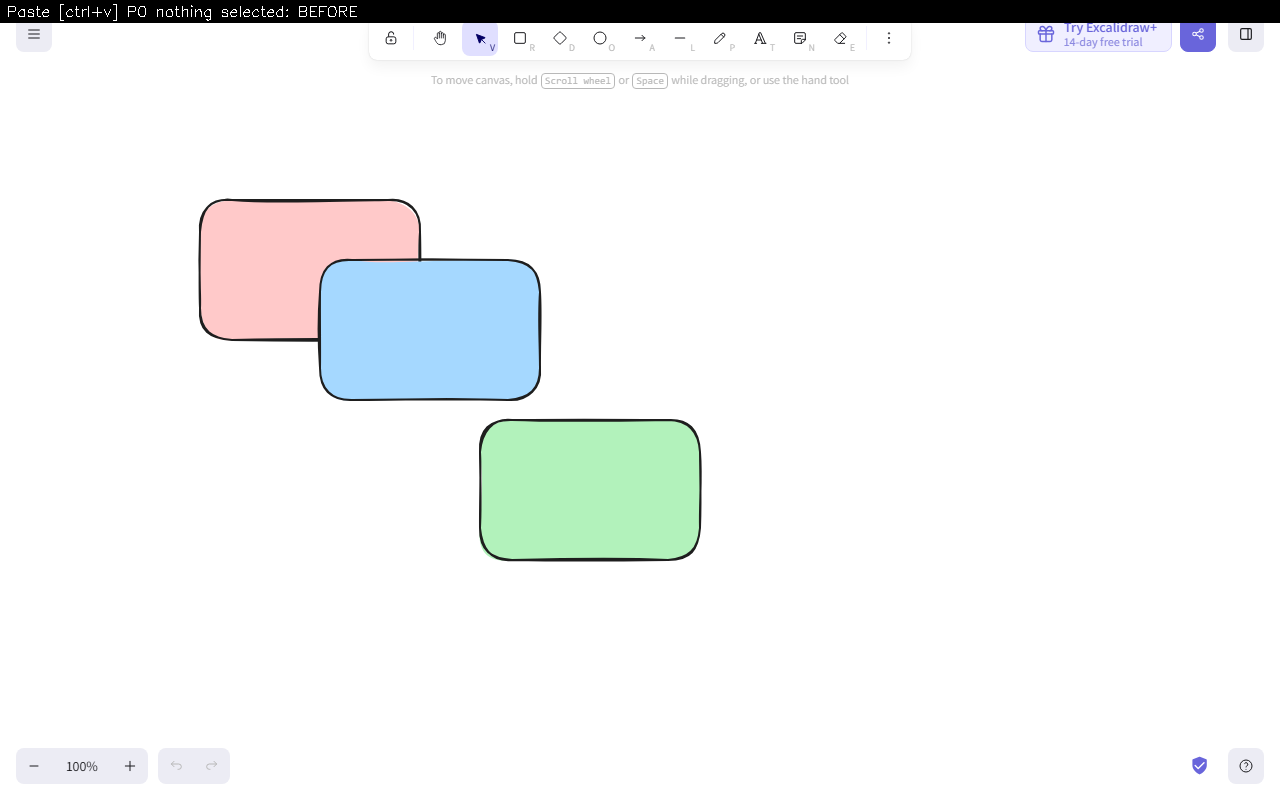 Paste [ctrl+v] PO nothing selected: BEFORE
V R D O A L P T N E
Try Excalidraw+
14-day free trial
To move canvas, hold Scroll wheel or Space while dragging, or use the hand tool
100%